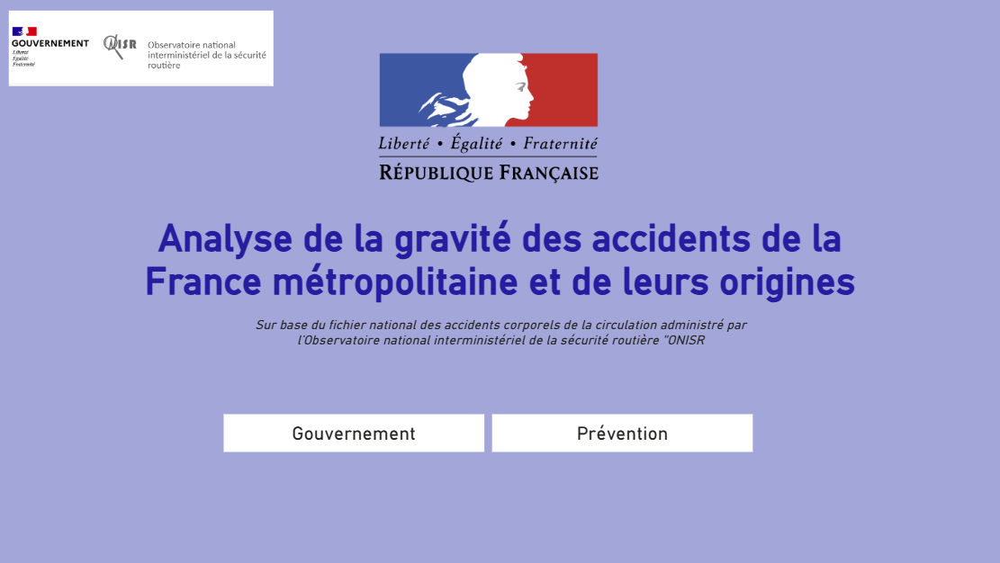 GOUVERNEMENT
Liberté
Égalité
Fraternité
ONISR
Observatoire national
interministériel de la sécurité
routière
Liberté • Égalité • Fraternité
RÉPUBLIQUE FRANÇAISE
Analyse de la gravité des accidents de la
France métropolitaine et de leurs origines
Sur base du fichier national des accidents corporels de la circulation administré par
l'Observatoire national interministériel de la sécurité routière "ONISR
Gouvernement
Prévention